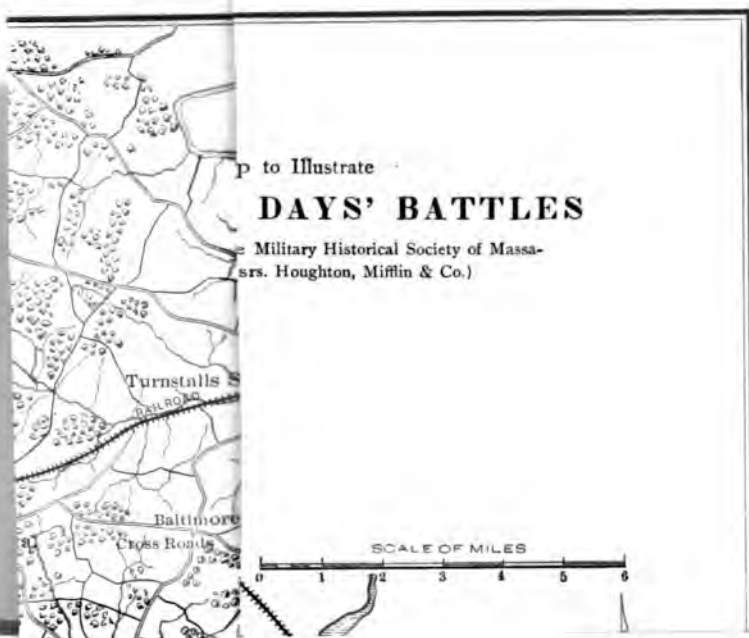 p to Illustrate
DAYS' BATTLES
e Military Historical Society of Massa-
srs. Houghton, Mifflin & Co.)
Turnstalls S
RAILROAD
Baltimore
Cross Roads
SCALE OF MILES
0 1 2 3 4 5 6